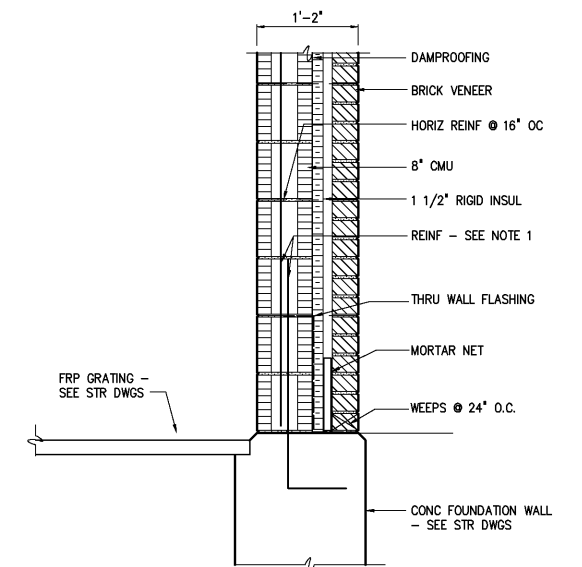 1'-2"
DAMPROOFING
BRICK VENEER
HORIZ REINF @ 16" OC
8" CMU
1 1/2" RIGID INSUL
REINF - SEE NOTE 1
THRU WALL FLASHING
MORTAR NET
FRP GRATING -
SEE STR DWGS
WEEPS @ 24" O.C.
CONC FOUNDATION WALL
- SEE STR DWGS